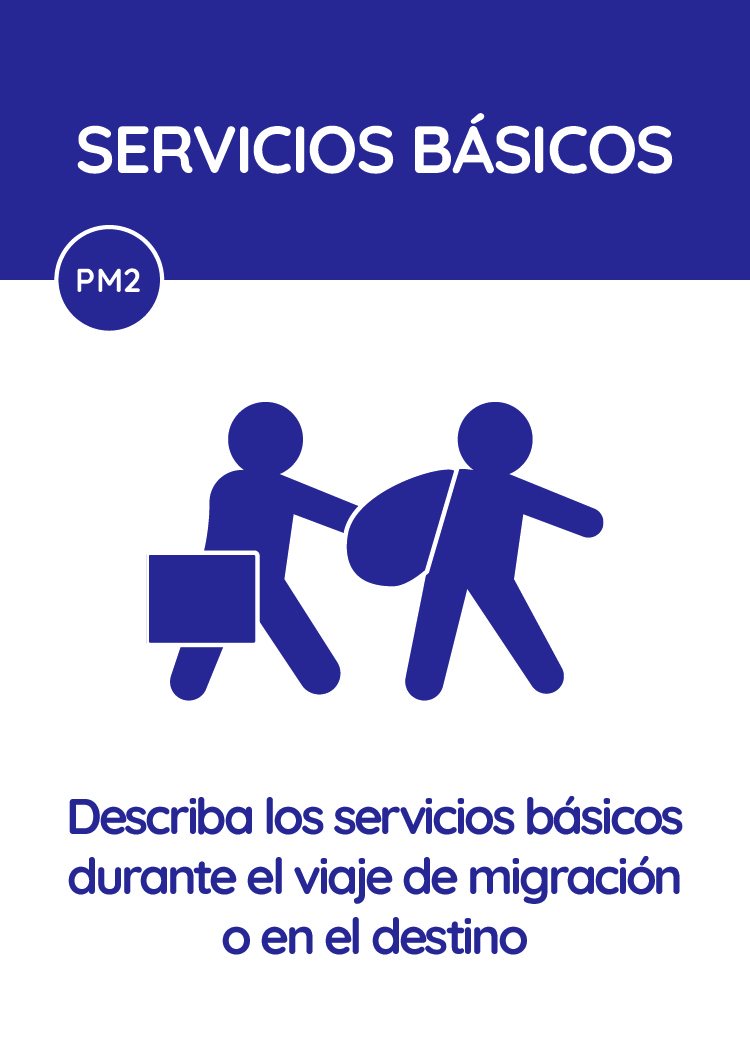 SERVICIOS BÁSICOS
PM2
Describa los servicios básicos
durante el viaje de migración
o en el destino